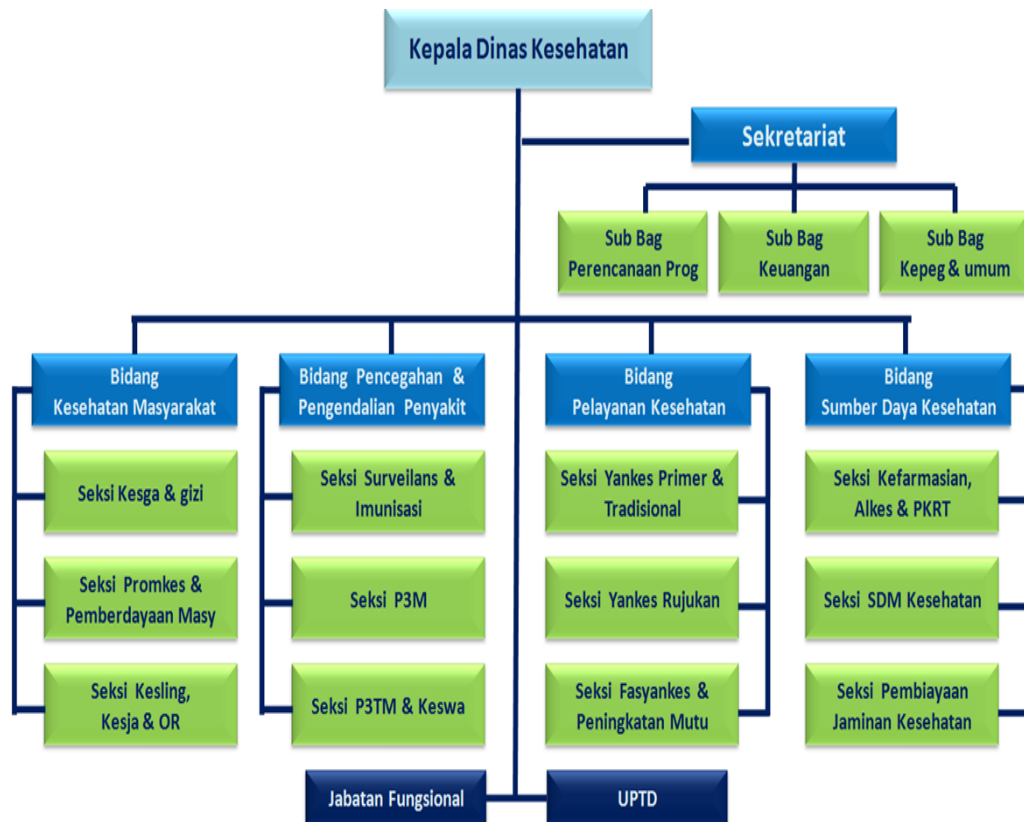 Kepala Dinas Kesehatan
Sekretariat
Sub Bag
Perencanaan Prog
Sub Bag
Keuangan
Sub Bag
Kepeg & umum
Bidang
Kesehatan Masyarakat
Bidang Pencegahan &
Pengendalian Penyakit
Bidang
Pelayanan Kesehatan
Bidang
Sumber Daya Kesehatan
Seksi Kesga & gizi
Seksi Surveilans &
Imunisasi
Seksi Yankes Primer &
Tradisional
Seksi Kefarmasian,
Alkes & PKRT
Seksi Promkes &
Pemberdayaan Masy
Seksi P3M
Seksi Yankes Rujukan
Seksi SDM Kesehatan
Seksi Kesling,
Kesja & OR
Seksi P3TM & Keswa
Seksi Fasyankes &
Peningkatan Mutu
Seksi Pembiayaan
Jaminan Kesehatan
Jabatan Fungsional
UPTD